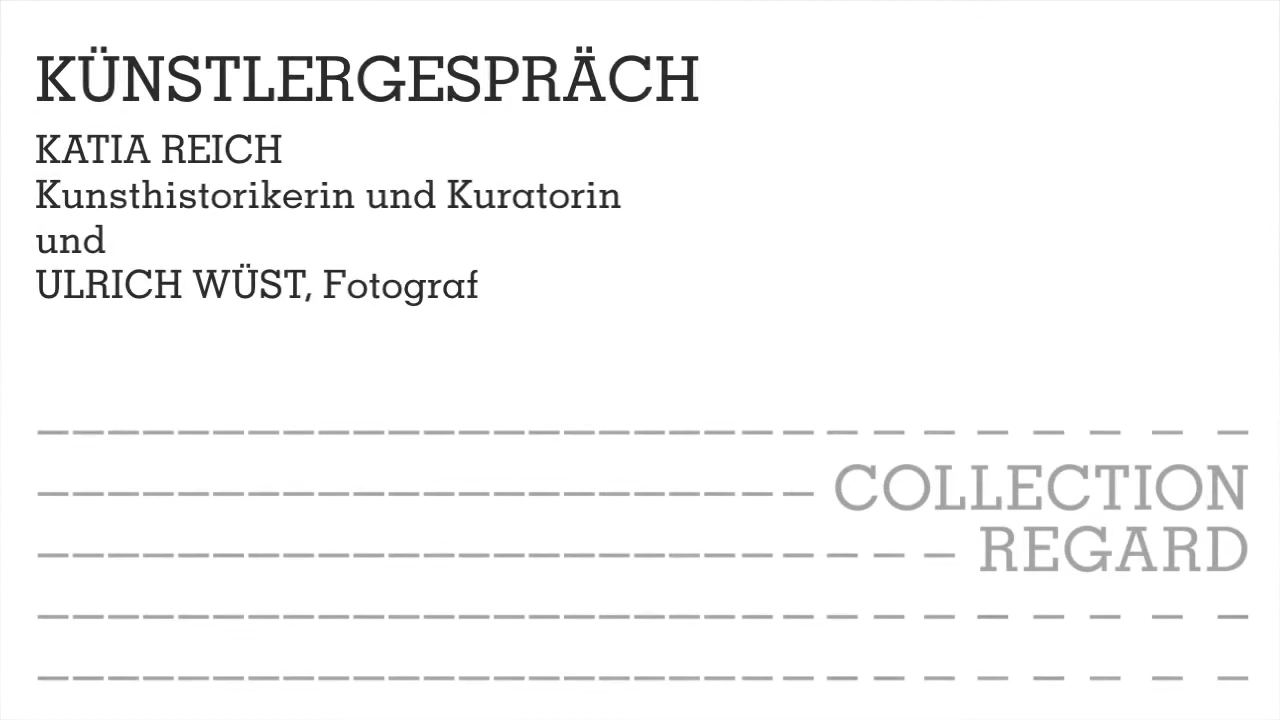 KÜNSTLERGESPRÄCH
KATIA REICH
Kunsthistorikerin und Kuratorin
und
ULRICH WÜST, Fotograf
COLLECTION
REGARD